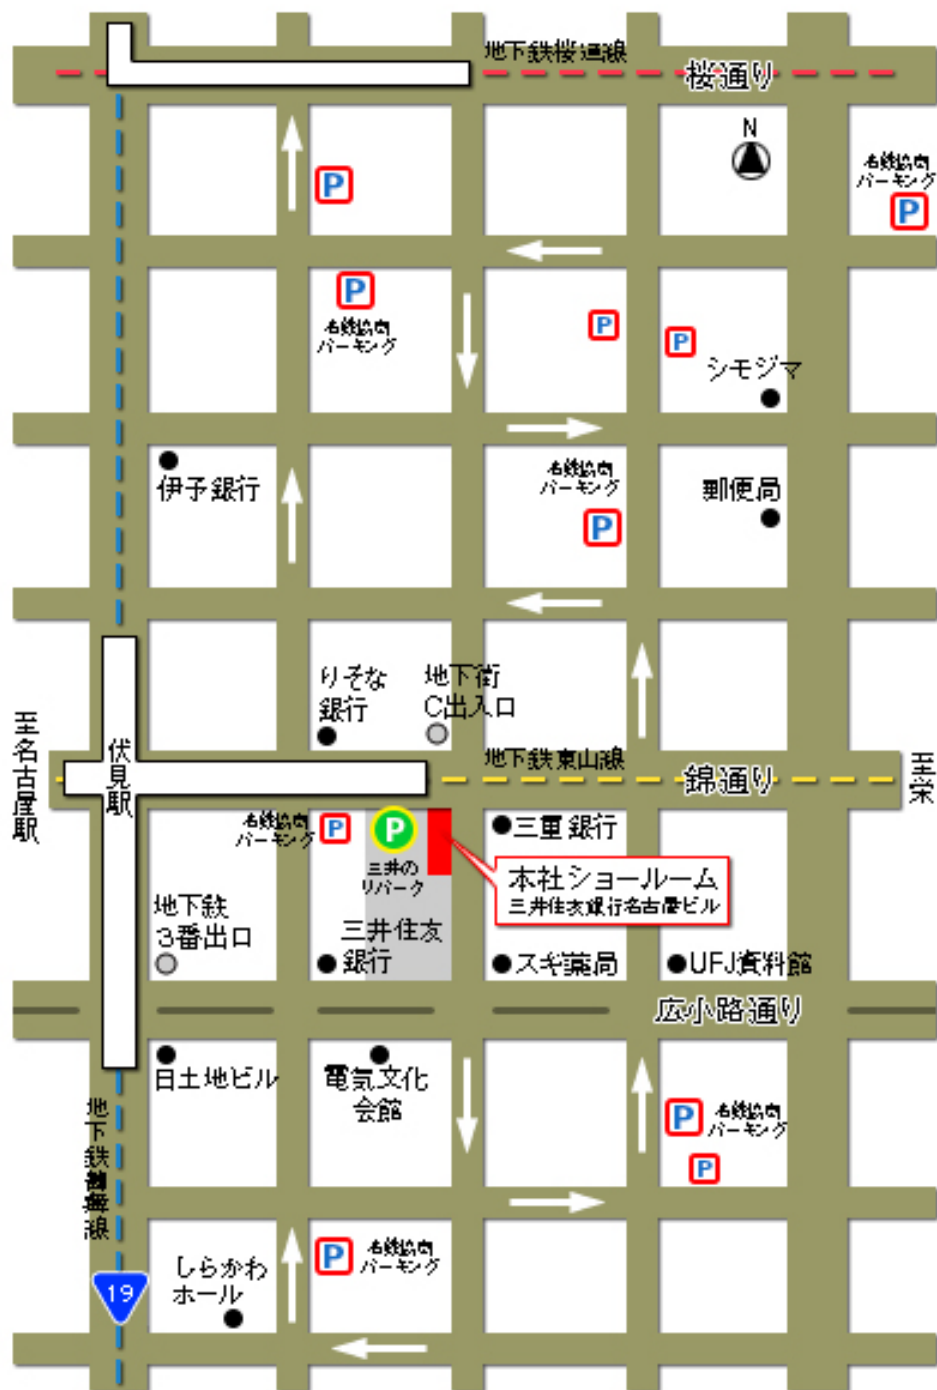 地下鉄桜通線
桜通り
N
名鉄協商
パーキング
P
P
P
名鉄協商
パーキング
P
P
シモジマ
伊予銀行
名鉄協商
パーキング
P
郵便局
りそな
銀行
地下街
C出入口
至名古屋駅
伏見駅
地下鉄東山線
錦通り
至栄
名鉄協商
パーキング
P
P
三井の
リパーク
三重銀行
本社ショールーム
三井住友銀行名古屋ビル
地下鉄
3番出口
三井住友
銀行
スギ薬局
UFJ資料館
広小路通り
日土地ビル
電気文化
会館
地下鉄鶴舞線
P
名鉄協商
パーキング
P
しらかわ
ホール
P
名鉄協商
パーキング
19